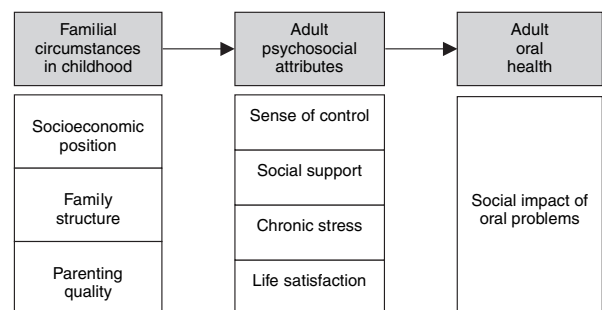 Familial
circumstances
in childhood
Adult
psychosocial
attributes
Adult
oral
health
Socioeconomic
position
Family
structure
Parenting
quality
Sense of control
Social support
Chronic stress
Life satisfaction
Social impact of
oral problems